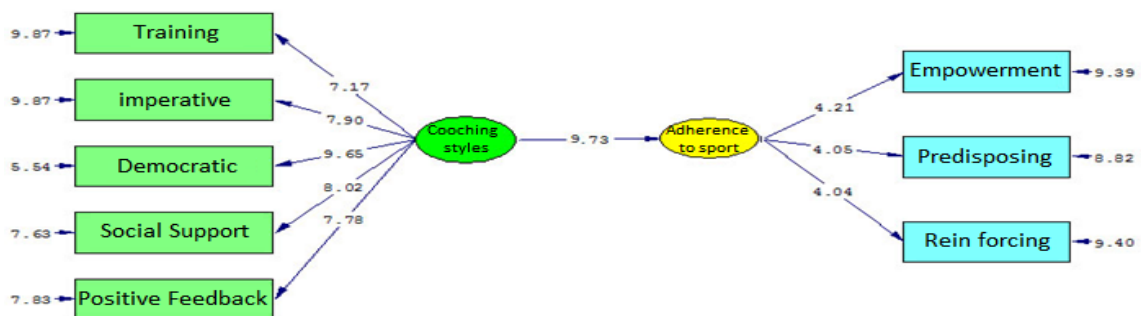 9.87
Training
7.17
9.87
imperative
7.90
5.54
Democratic
9.65
7.63
Social Support
8.02
7.83
Positive Feedback
7.78
Cooching
styles
9.73
Adherence
to sport
4.21
Empowerment
9.39
4.05
Predisposing
8.82
4.04
Rein forcing
9.40